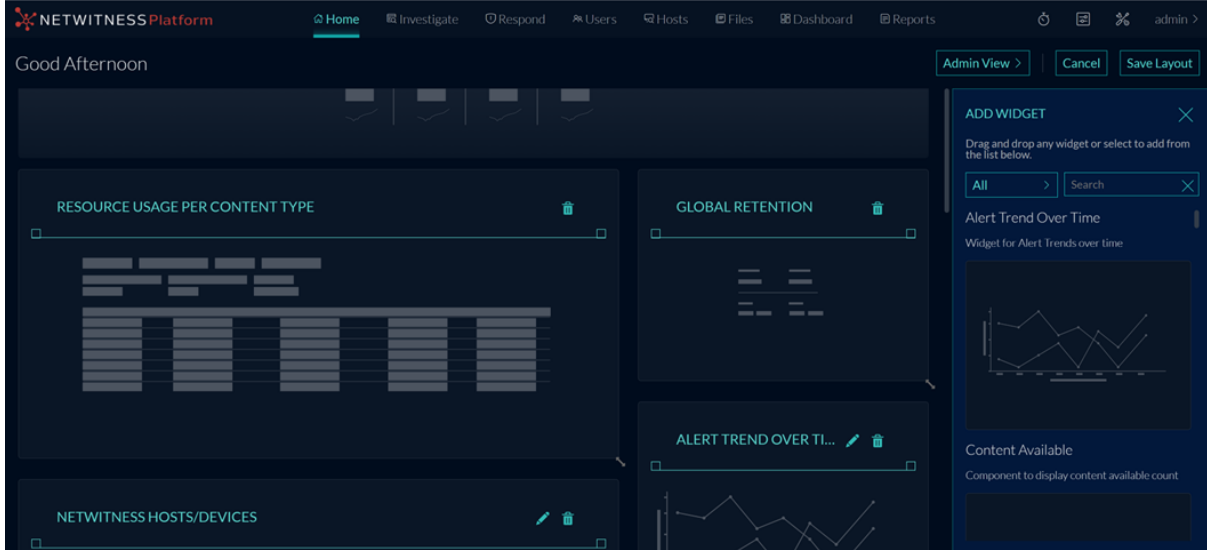 NETWITNESS Platform
Home
Investigate
Respond
Users
Hosts
Files
Dashboard
Reports
admin >
Good Afternoon
Admin View >
Cancel
Save Layout
ADD WIDGET
Drag and drop any widget or select to add from
the list below.
All
Search
RESOURCE USAGE PER CONTENT TYPE
GLOBAL RETENTION
Alert Trend Over Time
Widget for Alert Trends over time
ALERT TREND OVER TI...
Content Available
Component to display content available count
NETWITNESS HOSTS/DEVICES